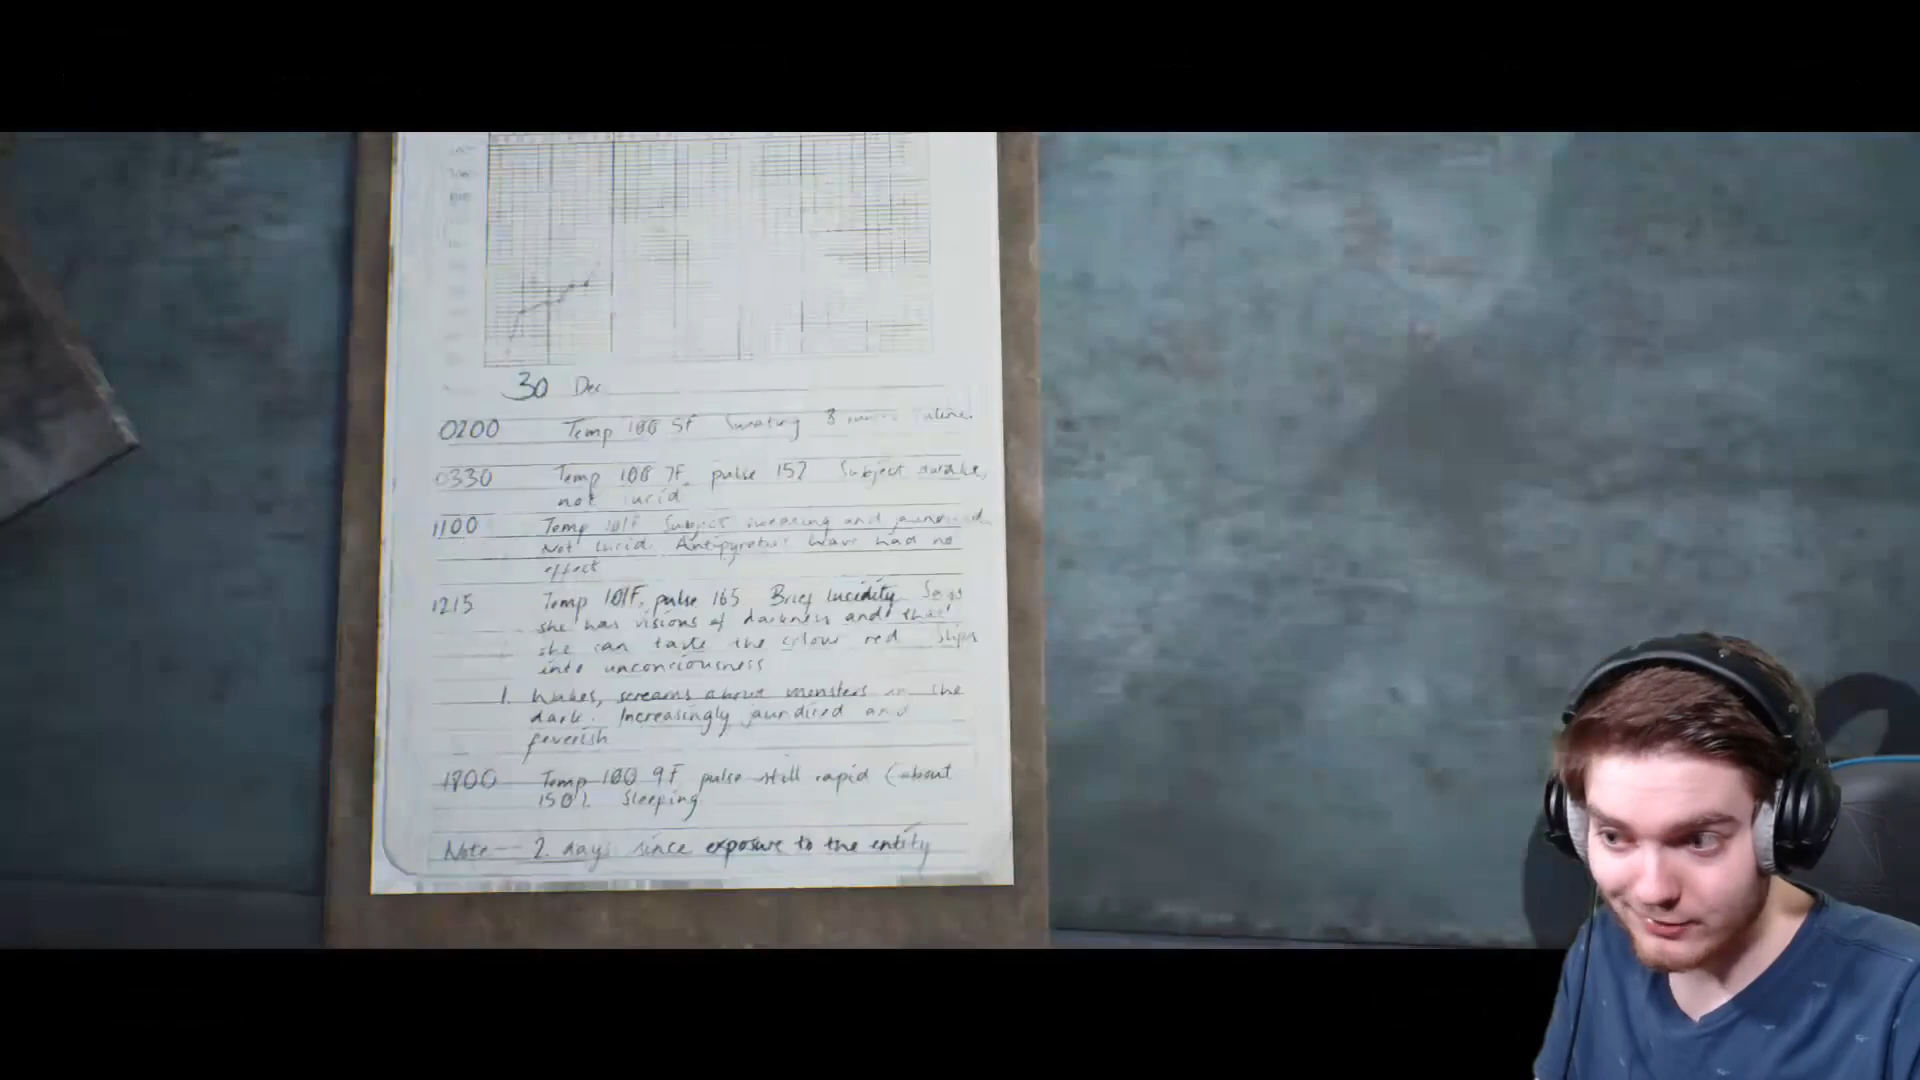 30 Dec
0200 Temp 100 5F Sweating
0330 Temp 100 7F, pulse 152 Subject awake,
not lucid
1100 Temp 101F Subject sweating and jaundiced
Not lucid. Antipyretics have had no
effect
1215 Temp 101F, pulse 165 Brief lucidity. Says
she has visions of darkness and that
she can taste the colour red Slips
into unconciousness
1. Wakes, screams about monsters in the
dark. Increasingly jaundiced and
feverish
1800 Temp 100 9F pulse still rapid (about
150). Sleeping
Note — 2 days since exposure to the entity